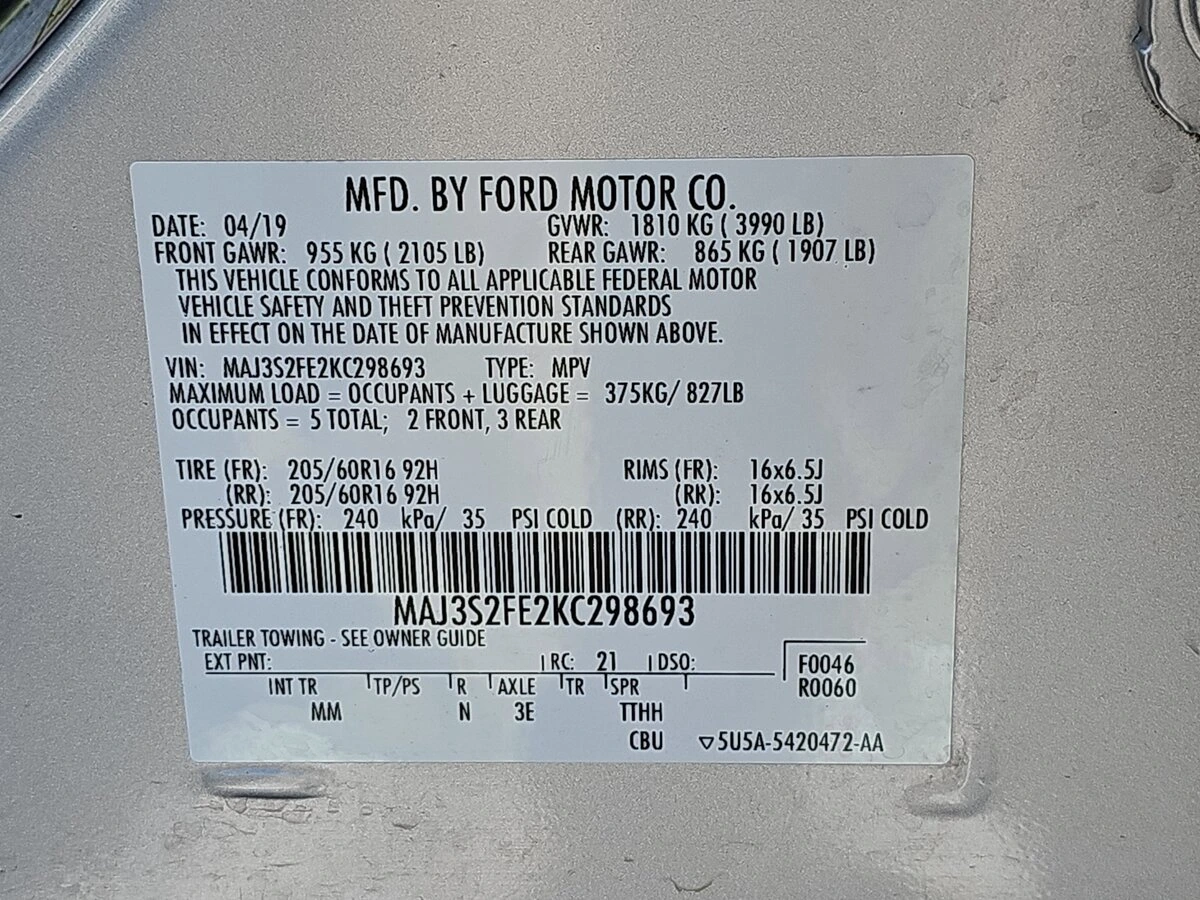 MFD. BY FORD MOTOR CO.
DATE: 04/19 GVWR: 1810 KG ( 3990 LB)
FRONT GAWR: 955 KG ( 2105 LB) REAR GAWR: 865 KG ( 1907 LB)
THIS VEHICLE CONFORMS TO ALL APPLICABLE FEDERAL MOTOR
VEHICLE SAFETY AND THEFT PREVENTION STANDARDS
IN EFFECT ON THE DATE OF MANUFACTURE SHOWN ABOVE.
VIN: MAJ3S2FE2KC298693 TYPE: MPV
MAXIMUM LOAD = OCCUPANTS + LUGGAGE = 375KG/ 827LB
OCCUPANTS = 5 TOTAL; 2 FRONT, 3 REAR
TIRE (FR): 205/60R16 92H RIMS (FR): 16x6.5J
(RR): 205/60R16 92H (RR): 16x6.5J
PRESSURE (FR): 240 kPa/ 35 PSI COLD (RR): 240 kPa/ 35 PSI COLD
MAJ3S2FE2KC298693
TRAILER TOWING - SEE OWNER GUIDE
EXT PNT: RC: 21 DSO: F0046
INT TR TP/PS R AXLE TR SPR R0060
MM N 3E TTHH
CBU ▽5U5A-5420472-AA